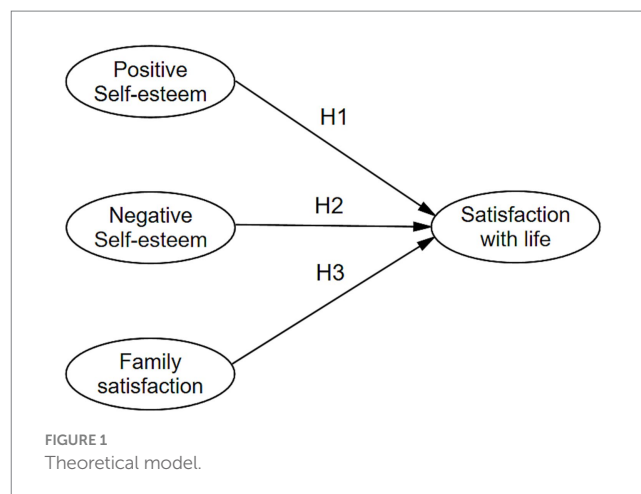 Positive
Self-esteem
H1
Negative
Self-esteem
H2
Satisfaction
with life
H3
Family
satisfaction
FIGURE 1
Theoretical model.